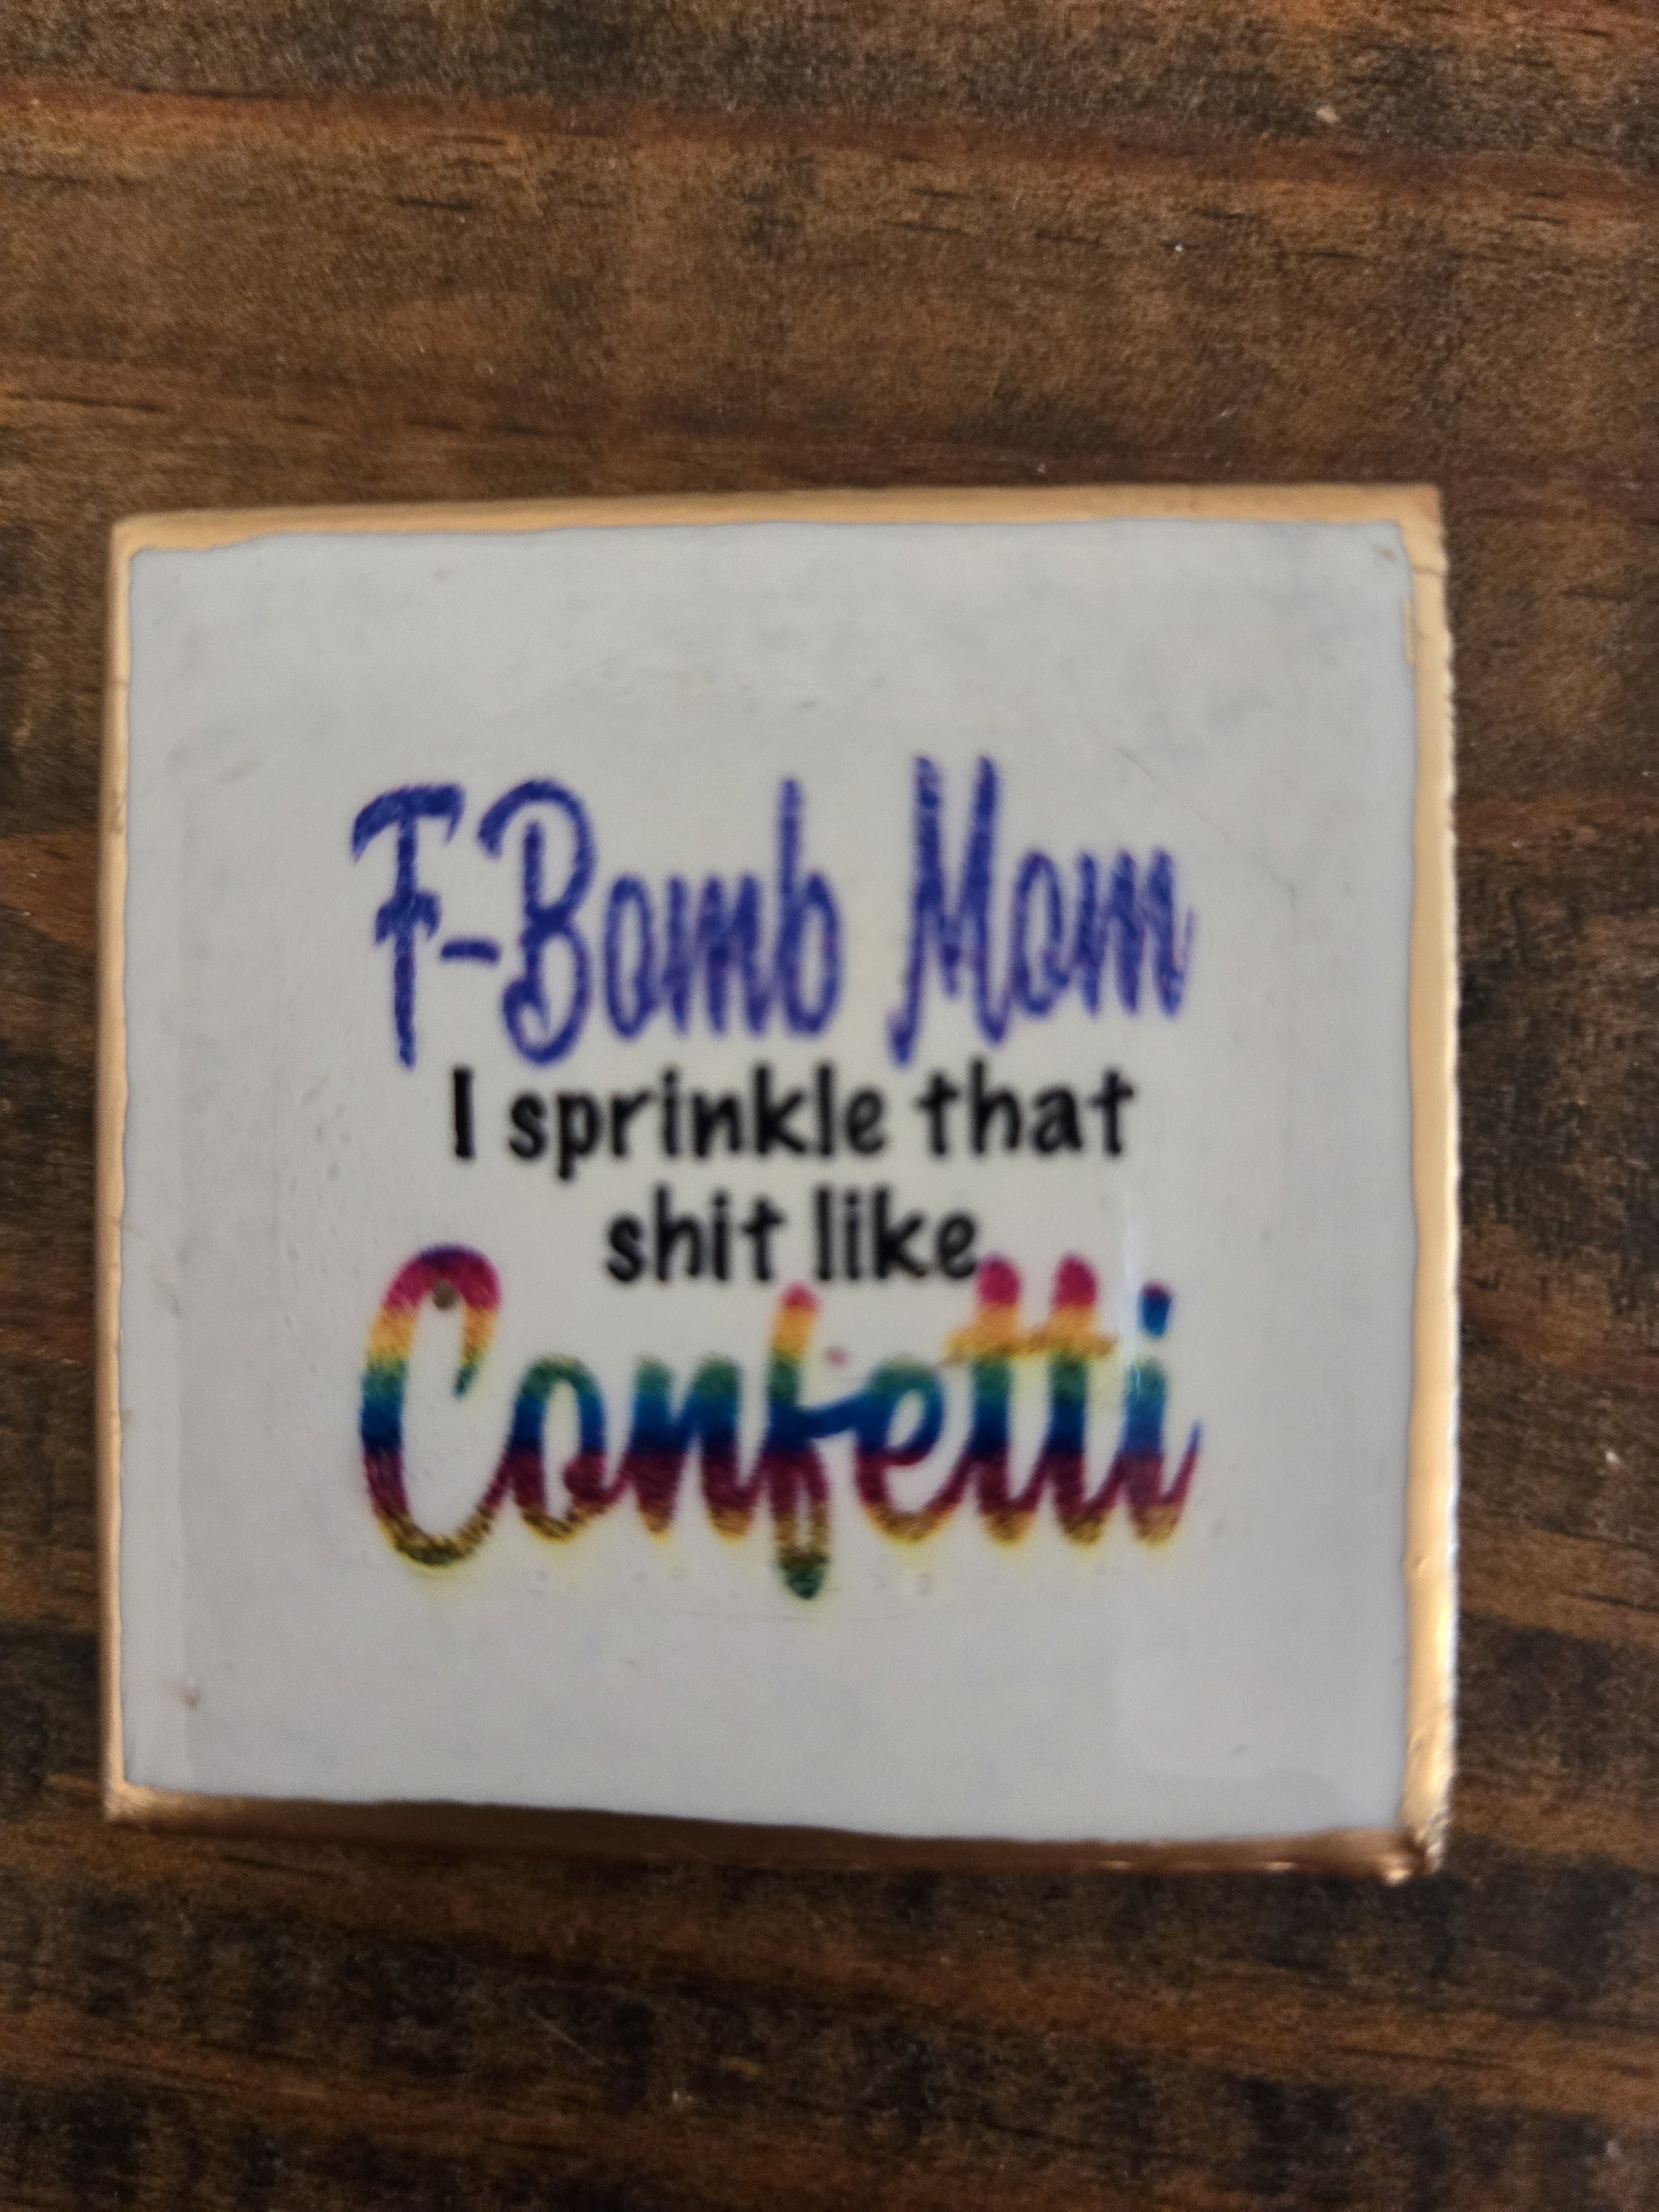 F-Bomb Mom
I sprinkle that
shit like
Confetti